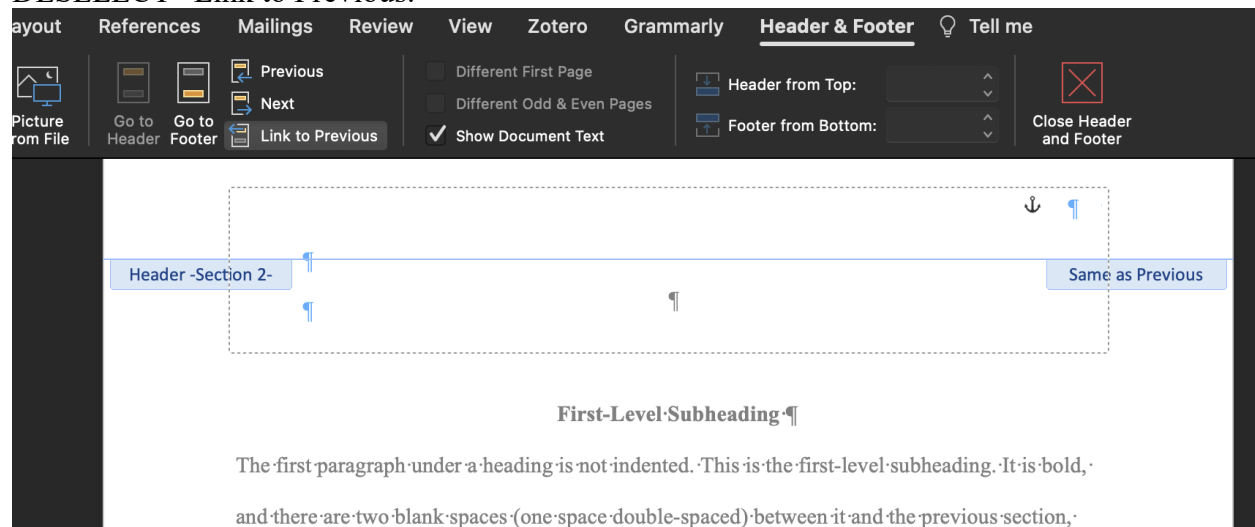 DESELECT "Link to Previous."
ayout References Mailings Review View Zotero Grammarly Header & Footer Tell me
Picture
rom File
Go to
Header
Go to
Footer
Previous
Next
Link to Previous
Different First Page
Different Odd & Even Pages
Show Document Text
Header from Top:
Footer from Bottom:
Close Header
and Footer
Header -Section 2-
Same as Previous
First-Level·Subheading·¶
The·first·paragraph·under·a·heading·is·not·indented.·This·is·the·first-level·subheading.·It·is·bold,·
and·there·are·two·blank·spaces·(one·space·double-spaced)·between·it·and·the·previous·section,·